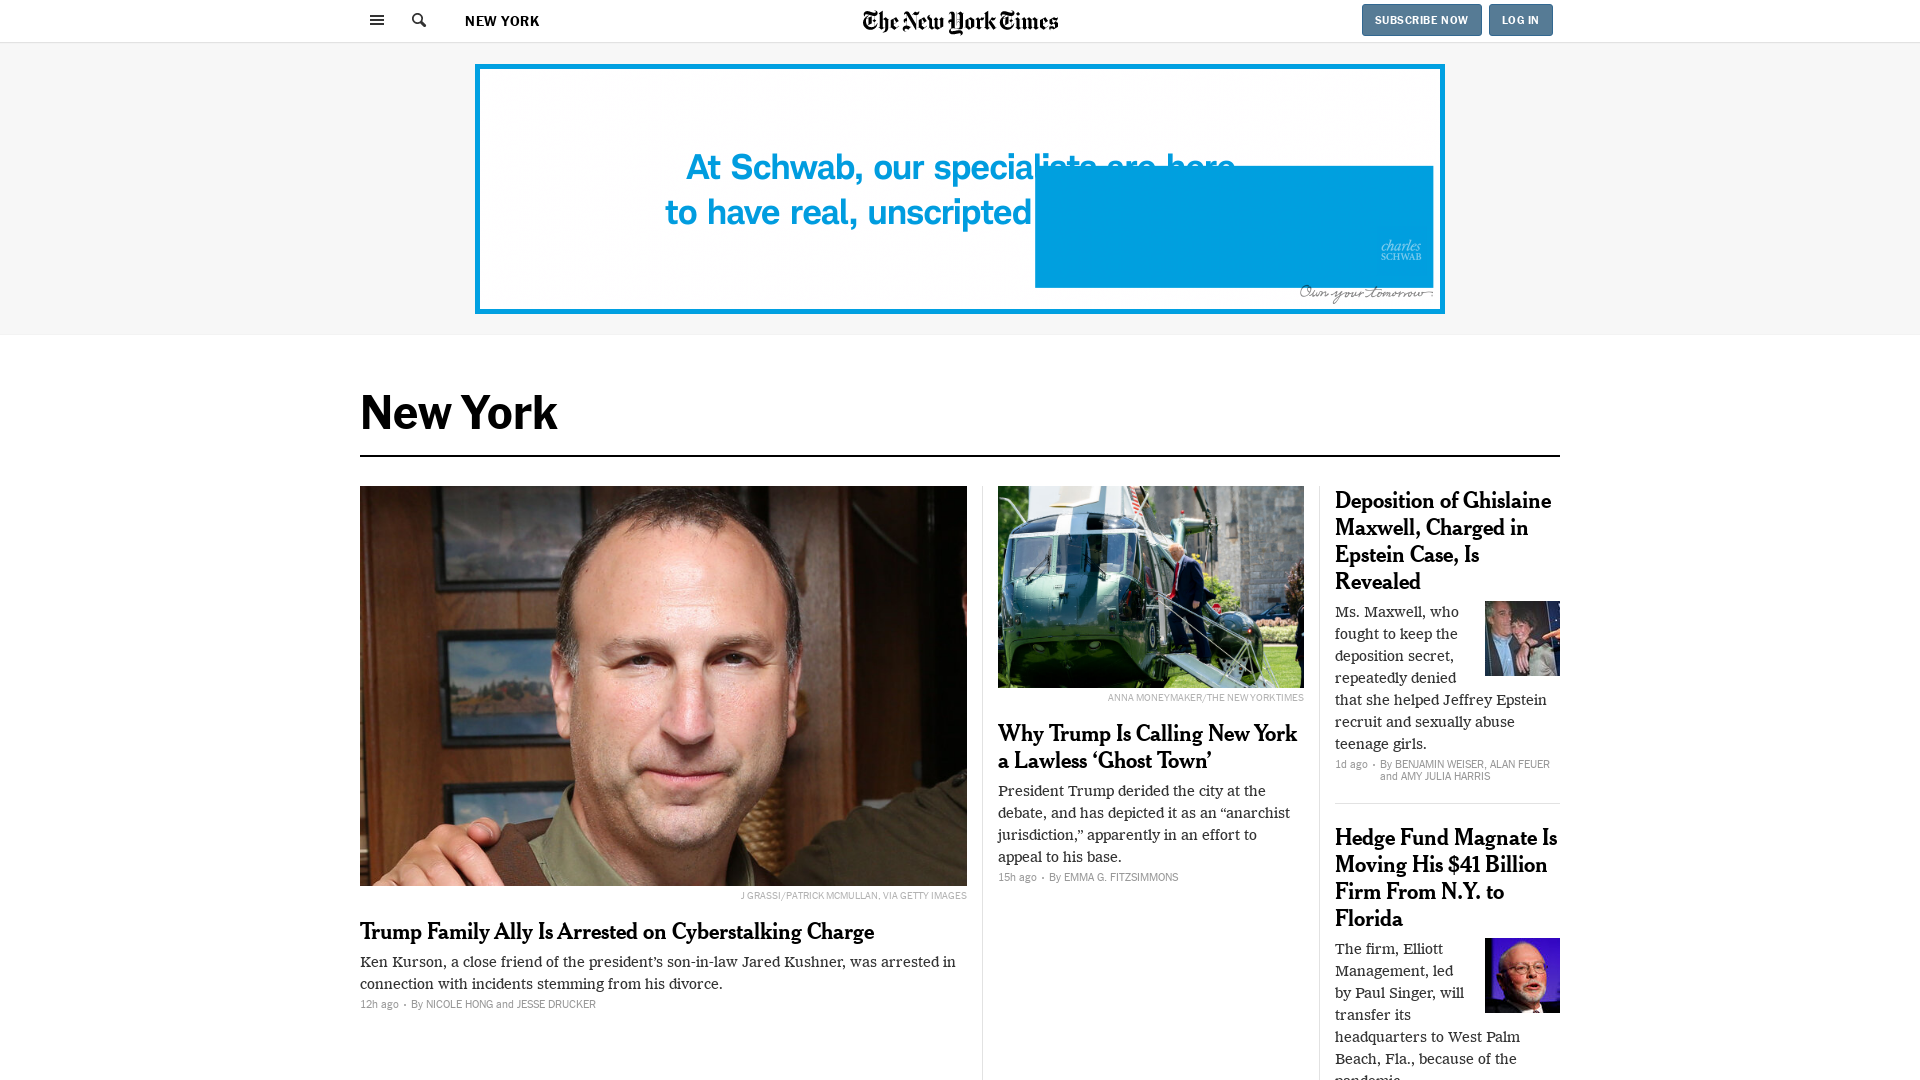 NEW YORK
The New York Times
SUBSCRIBE NOW
LOG IN
At Schwab, our
to have real, unscripted
charles
SCHWAB
Own your tomorrow
New York
J GRASSI/PATRICK MCMULLAN, VIA GETTY IMAGES
Trump Family Ally Is Arrested on Cyberstalking Charge
Ken Kurson, a close friend of the president’s son-in-law Jared Kushner, was arrested in
connection with incidents stemming from his divorce.
12h ago · By NICOLE HONG and JESSE DRUCKER
ANNA MONEYMAKER/THE NEW YORK TIMES
Why Trump Is Calling New York
a Lawless ‘Ghost Town’
President Trump derided the city at the
debate, and has depicted it as an “anarchist
jurisdiction,” apparently in an effort to
appeal to his base.
15h ago · By EMMA G. FITZSIMMONS
Deposition of Ghislaine
Maxwell, Charged in
Epstein Case, Is
Revealed
Ms. Maxwell, who
fought to keep the
deposition secret,
repeatedly denied
that she helped Jeffrey Epstein
recruit and sexually abuse
teenage girls.
1d ago · By BENJAMIN WEISER, ALAN FEUER
and AMY JULIA HARRIS
Hedge Fund Magnate Is
Moving His $41 Billion
Firm From N.Y. to
Florida
The firm, Elliott
Management, led
by Paul Singer, will
transfer its
headquarters to West Palm
Beach, Fla., because of the